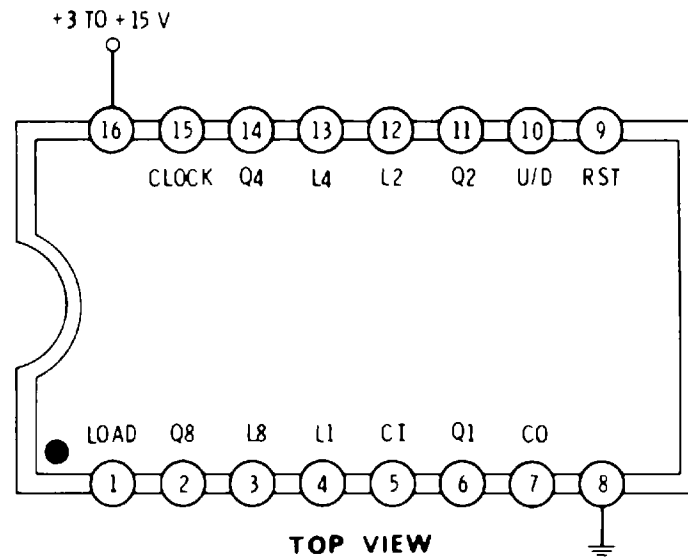 +3 TO +15 V
16 15 14 13 12 11 10 9
CLOCK Q4 L4 L2 Q2 U/D RST
LOAD Q8 L8 L1 CI Q1 CO
1 2 3 4 5 6 7 8
TOP VIEW